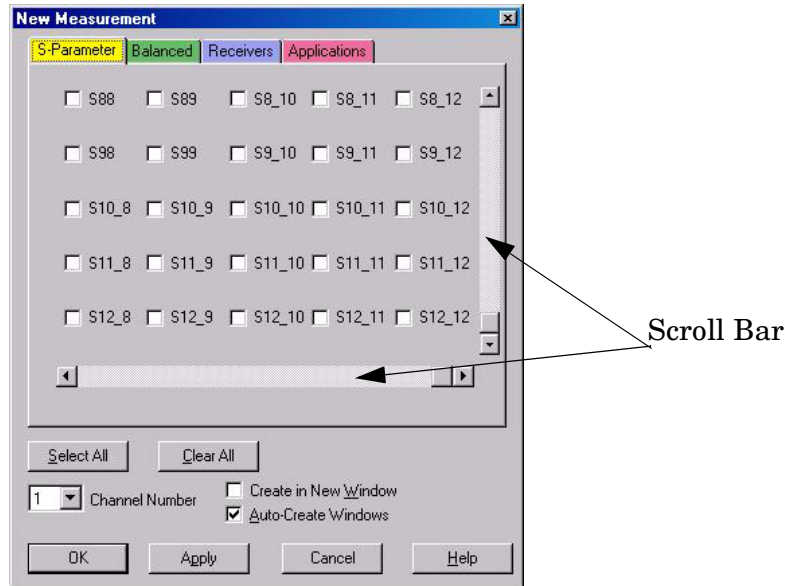 New Measurement
S-Parameter Balanced Receivers Applications
S88 S89 S8_10 S8_11 S8_12
S98 S99 S9_10 S9_11 S9_12
S10_8 S10_9 S10_10 S10_11 S10_12
S11_8 S11_9 S11_10 S11_11 S11_12
S12_8 S12_9 S12_10 S12_11 S12_12
Scroll Bar
Select All Clear All
1 Channel Number Create in New Window
Auto-Create Windows
OK Apply Cancel Help